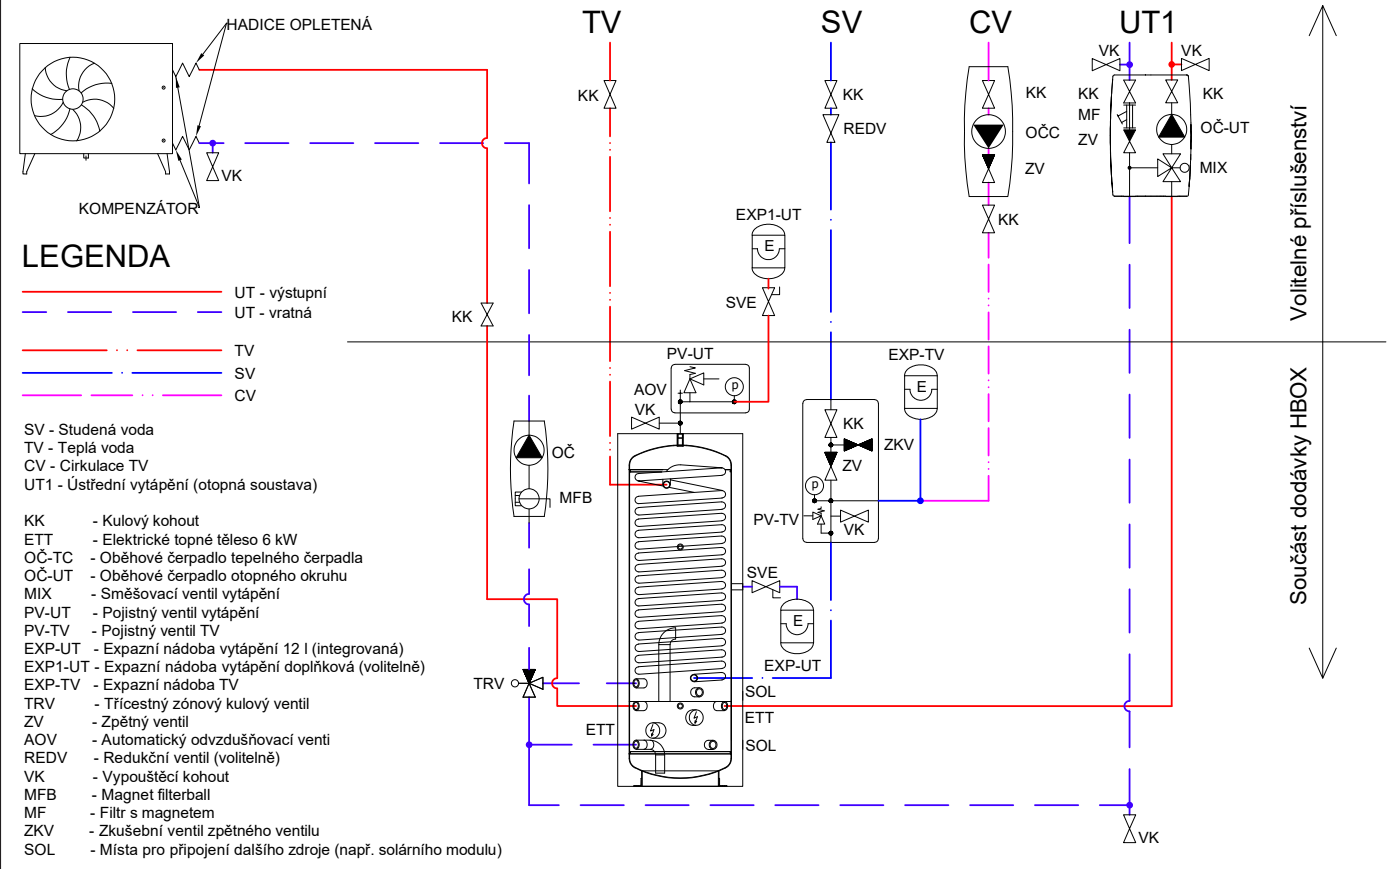 HADICE OPLETENÁ
TV
SV
CV
UT1
VK
VK
KK
KK
KK
KK
KK
MF
REDV
OČC
ZV
OČ-UT
ZV
MIX
VK
KOMPENZÁTOR
KK
EXP1-UT
E
SVE
Volitelné příslušenství
LEGENDA
UT - výstupní
UT - vratná
TV
SV
CV
KK
PV-UT
EXP-TV
E
AOV
p
VK
KK
ZKV
ZV
p
PV-TV
VK
OČ
MFB
SVE
E
EXP-UT
TRV
SOL
ETT
ETT
SOL
VK
Součást dodávky HBOX
SV - Studená voda
TV - Teplá voda
CV - Cirkulace TV
UT1 - Ústřední vytápění (otopná soustava)
KK - Kulový kohout
ETT - Elektrické topné těleso 6 kW
OČ-TC - Oběhové čerpadlo tepelného čerpadla
OČ-UT - Oběhové čerpadlo otopného okruhu
MIX - Směšovací ventil vytápění
PV-UT - Pojistný ventil vytápění
PV-TV - Pojistný ventil TV
EXP-UT - Expazní nádoba vytápění 12 l (integrovaná)
EXP1-UT - Expazní nádoba vytápění doplňková (volitelně)
EXP-TV - Expazní nádoba TV
TRV - Třícestný zónový kulový ventil
ZV - Zpětný ventil
AOV - Automatický odvzdušňovací venti
REDV - Redukční ventil (volitelně)
VK - Vypouštěcí kohout
MFB - Magnet filterball
MF - Filtr s magnetem
ZKV - Zkušební ventil zpětného ventilu
SOL - Místa pro připojení dalšího zdroje (např. solárního modulu)